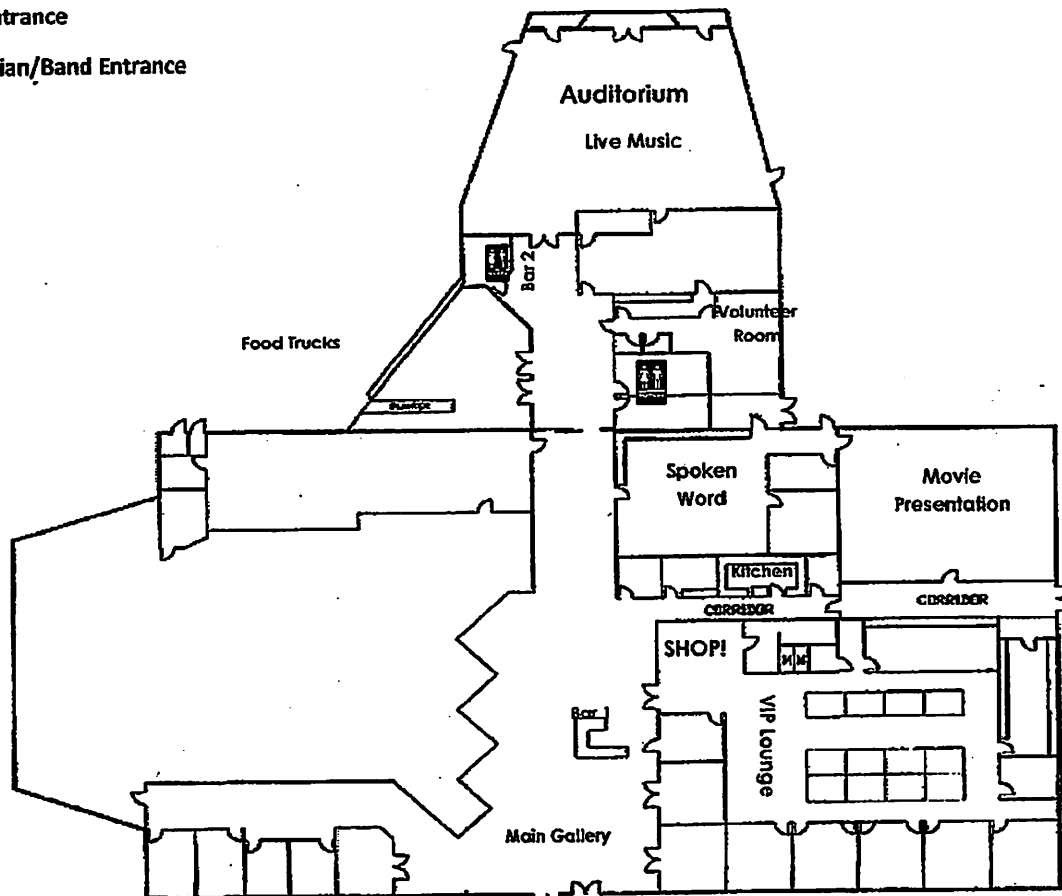 trance
ian/Band Entrance
Auditorium
Live Music
Bar 2
Volunteer
Room
Food Trucks
Spoken
Word
Movie
Presentation
Kitchen
CORRIDOR
CORRIDOR
SHOP!
VIP Lounge
Bar
Main Gallery